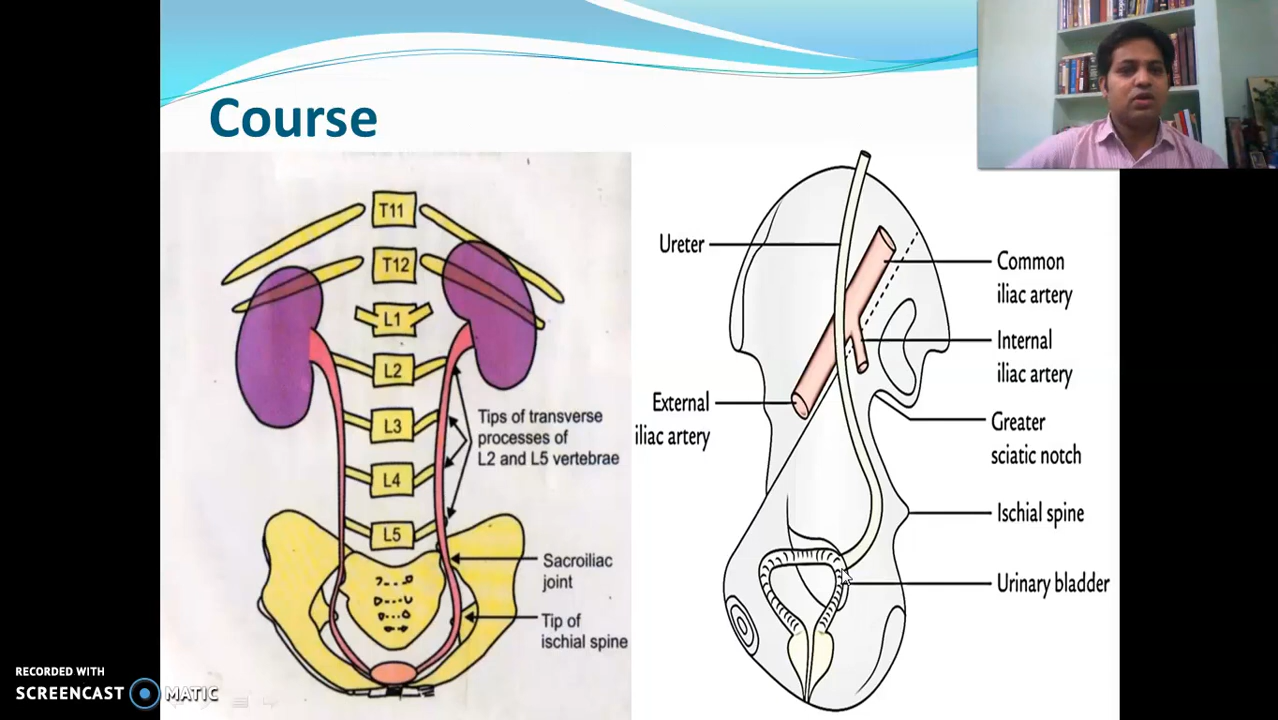 Course
T11
T12
L1
L2
L3
L4
L5
Tips of transverse
processes of
L2 and L5 vertebrae
Sacroiliac
joint
Tip of
ischial spine
Ureter
Common
iliac artery
Internal
iliac artery
External
iliac artery
Greater
sciatic notch
Ischial spine
Urinary bladder
RECORDED WITH
SCREENCAST MATIC